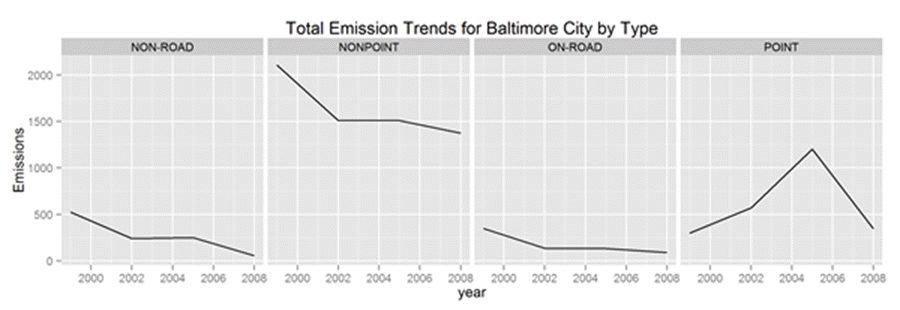 Total Emission Trends for Baltimore City by Type
NON-ROAD NONPOINT ON-ROAD POINT
Emissions
2000
1500
1000
500
0
2000 2002 2004 2006 2008 2000 2002 2004 2006 2008 2000 2002 2004 2006 2008 2000 2002 2004 2006 2008
year